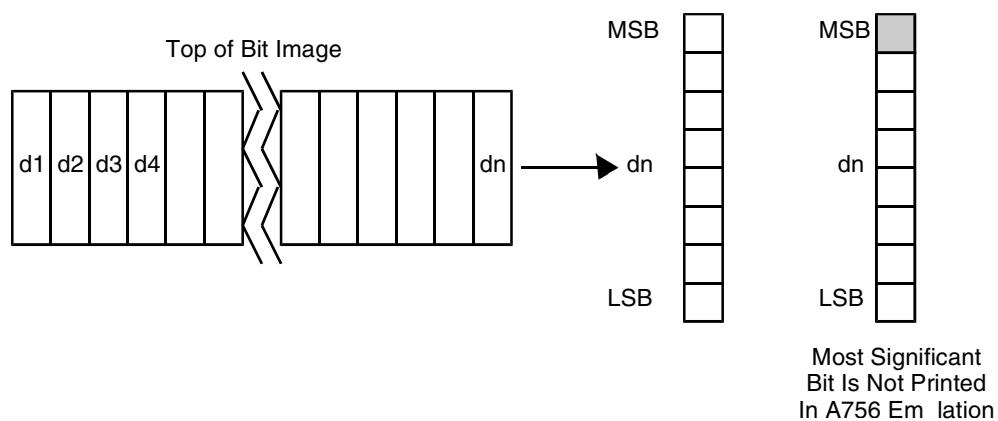 Top of Bit Image
d1 d2 d3 d4 dn
MSB
dn
LSB
MSB
dn
LSB
Most Significant
Bit Is Not Printed
In A756 Em lation